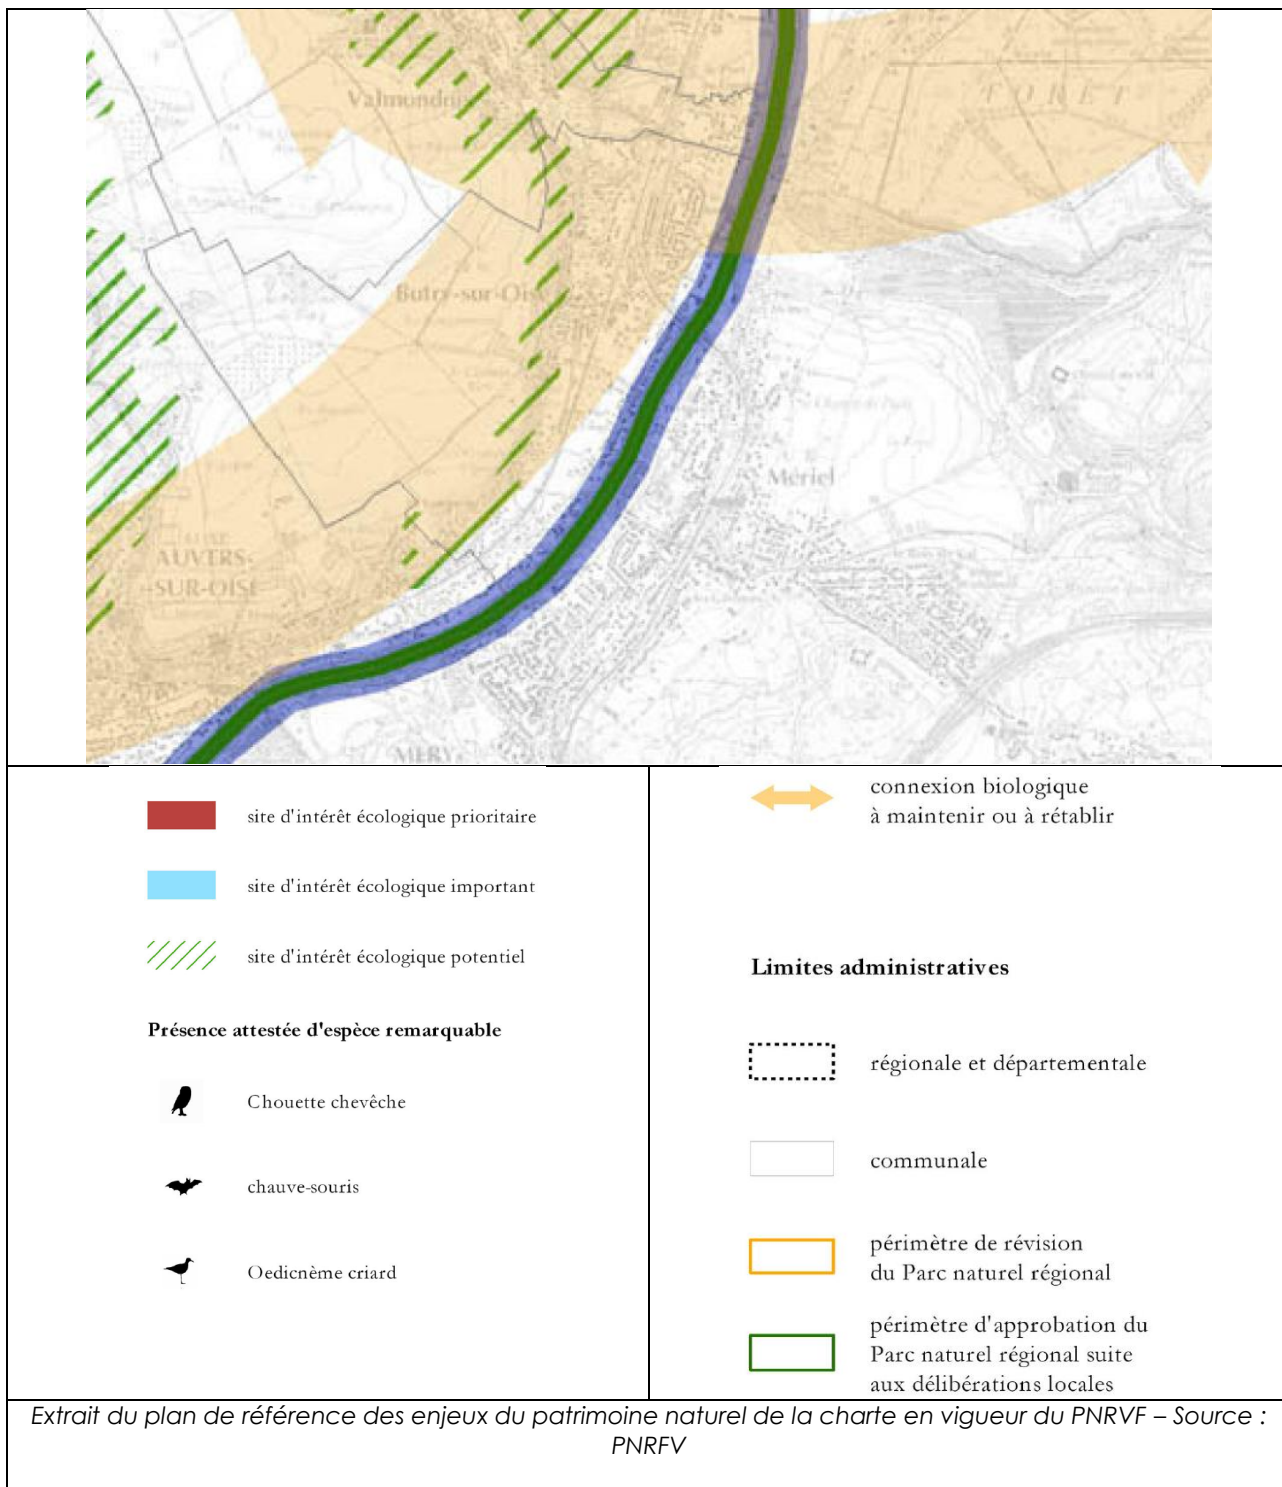 FORÊT
Valmondois
Butry-sur-Oise
Mériel
AUVERS-
-SUR-OISE
MÉRY
site d'intérêt écologique prioritaire
site d'intérêt écologique important
site d'intérêt écologique potentiel
Présence attestée d'espèce remarquable
Chouette chevêche
chauve-souris
Oedicnème criard
connexion biologique
à maintenir ou à rétablir
Limites administratives
régionale et départementale
communale
périmètre de révision
du Parc naturel régional
périmètre d'approbation du
Parc naturel régional suite
aux délibérations locales
Extrait du plan de référence des enjeux du patrimoine naturel de la charte en vigueur du PNRVF – Source :
PNRFV